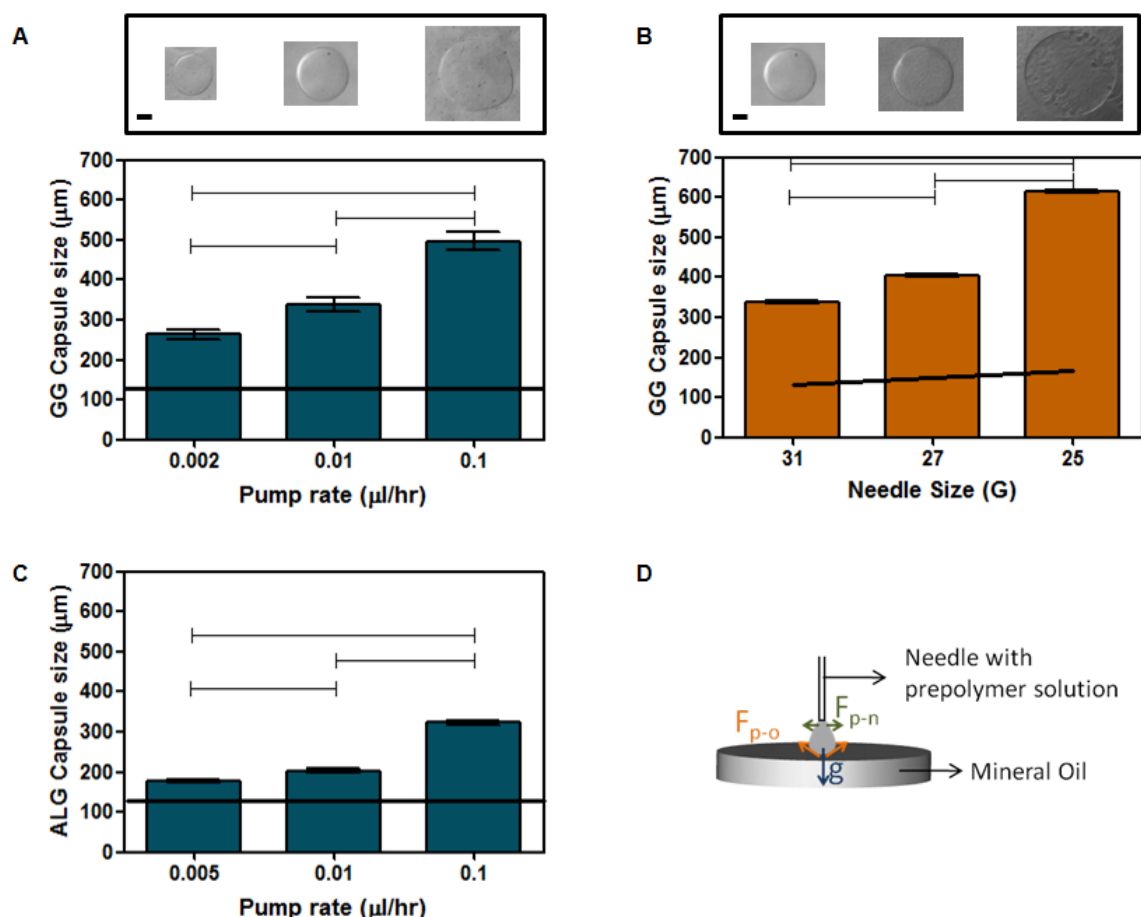 A
700
600
500
400
300
200
100
0
GG Capsule size (μm)
0.002 0.01 0.1
Pump rate (μl/hr)
B
700
600
500
400
300
200
100
0
GG Capsule size (μm)
31 27 25
Needle Size (G)
C
700
600
500
400
300
200
100
0
ALG Capsule size (μm)
0.005 0.01 0.1
Pump rate (μl/hr)
D
Needle with
prepolymer solution
F p-n
F p-o
g
Mineral Oil